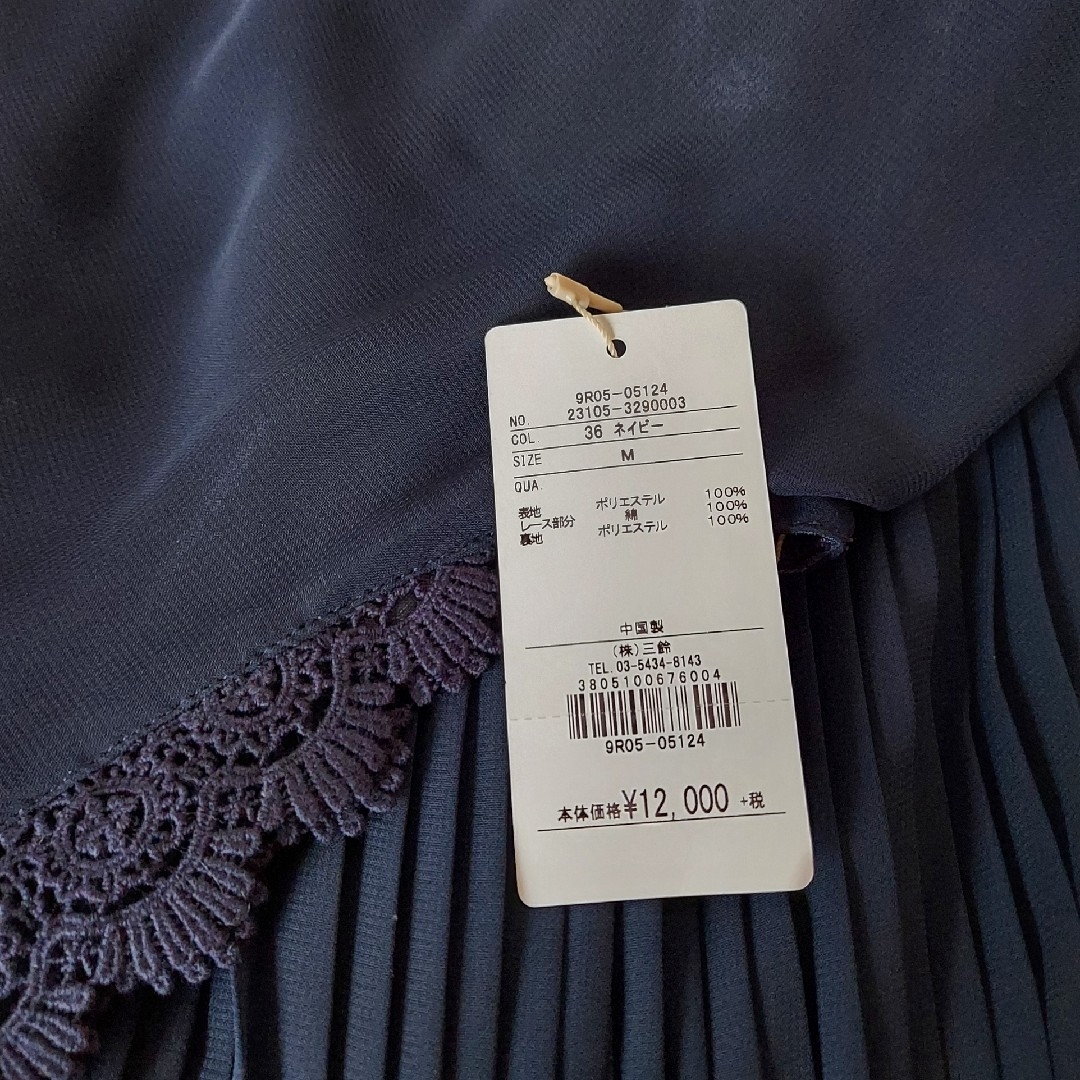 9R05-05124
NO. 23105-3290003
COL 36 ネイビー
SIZE M
QUA.
表地 ポリエステル 100%
レース部分 綿 100%
裏地 ポリエステル 100%
中国製
(株)三鈴
TEL.03-5434-8143
3805100676004
9R05-05124
本体価格¥12,000 +税